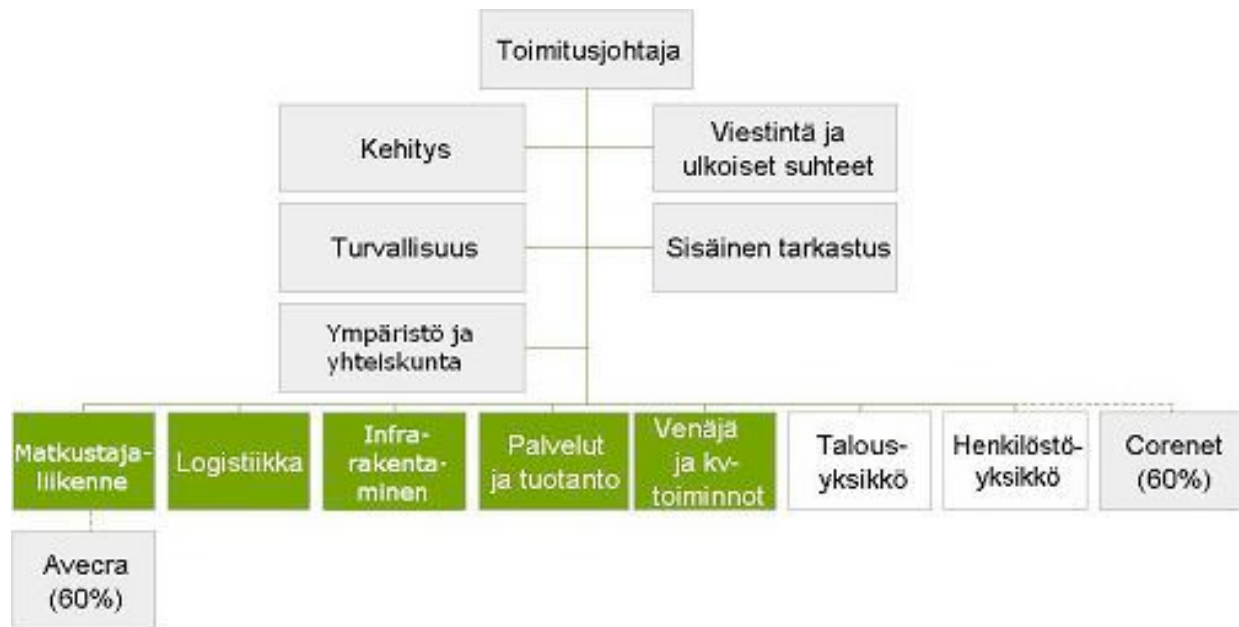 Toimitusjohtaja
Kehitys
Viestintä ja
ulkoiset suhteet
Turvallisuus
Sisäinen tarkastus
Ympäristö ja
yhteiskunta
Matkustaja-
liikenne
Logistiikka
Infra-
rakenta-
minen
Palvelut
ja tuotanto
Venäjä
ja kv-
toiminnot
Talous-
yksikkö
Henkilöstö-
yksikkö
Corenet
(60%)
Avecra
(60%)